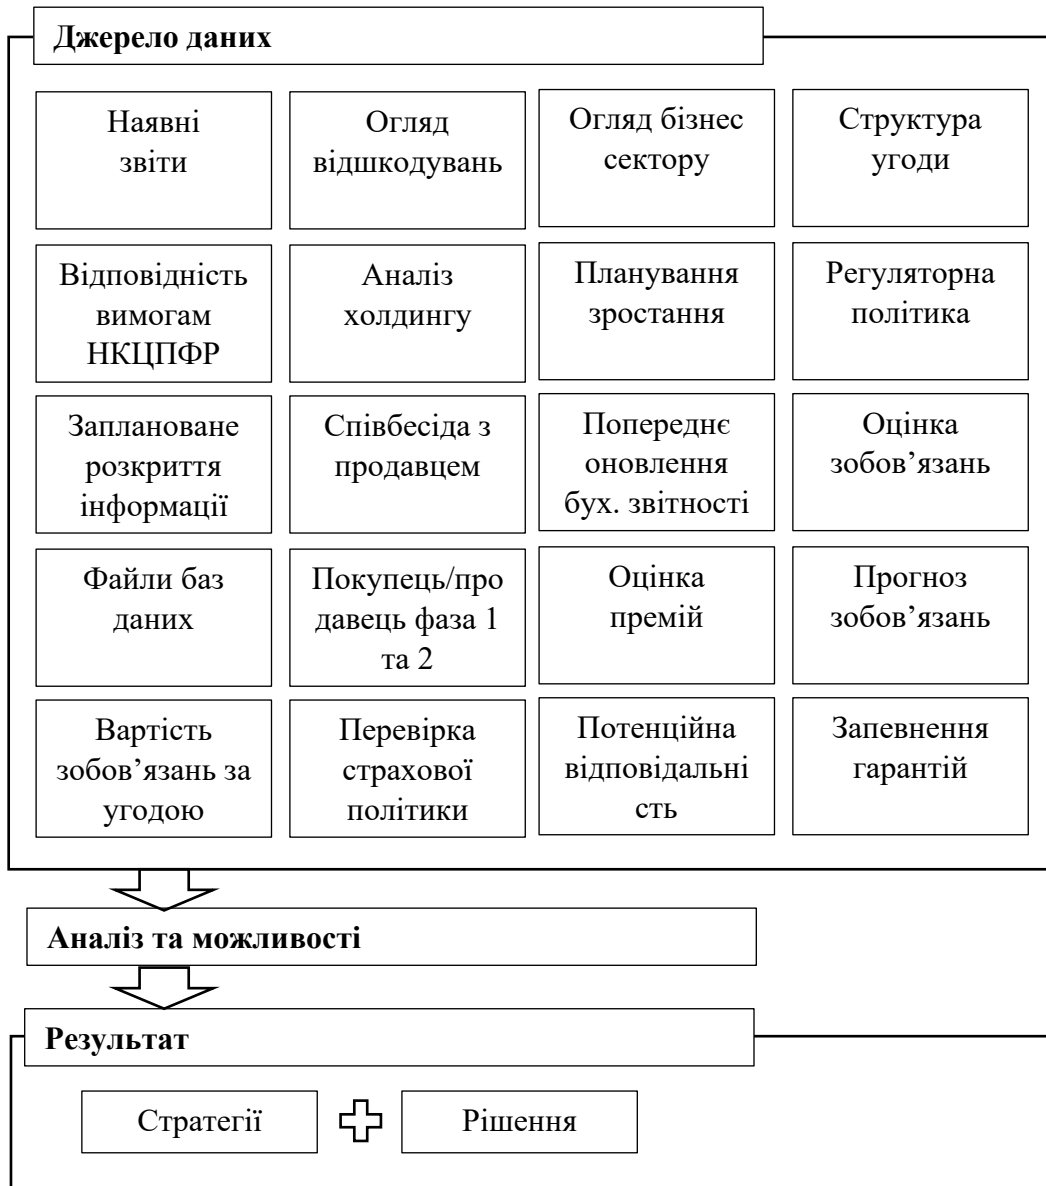 Джерело даних
Наявні
звіти
Огляд
відшкодувань
Огляд бізнес
сектору
Структура
угоди
Відповідність
вимогам
НКЦПФР
Аналіз
холдингу
Планування
зростання
Регуляторна
політика
Заплановане
розкриття
інформації
Співбесіда з
продавцем
Попереднє
оновлення
бух. звітності
Оцінка
зобов’язань
Файли баз
даних
Покупець/про
давець фаза 1
та 2
Оцінка
премій
Прогноз
зобов’язань
Вартість
зобов’язань за
угодою
Перевірка
страхової
політики
Потенційна
відповідальні
сть
Запевнення
гарантій
Аналіз та можливості
Результат
Стратегії
Рішення